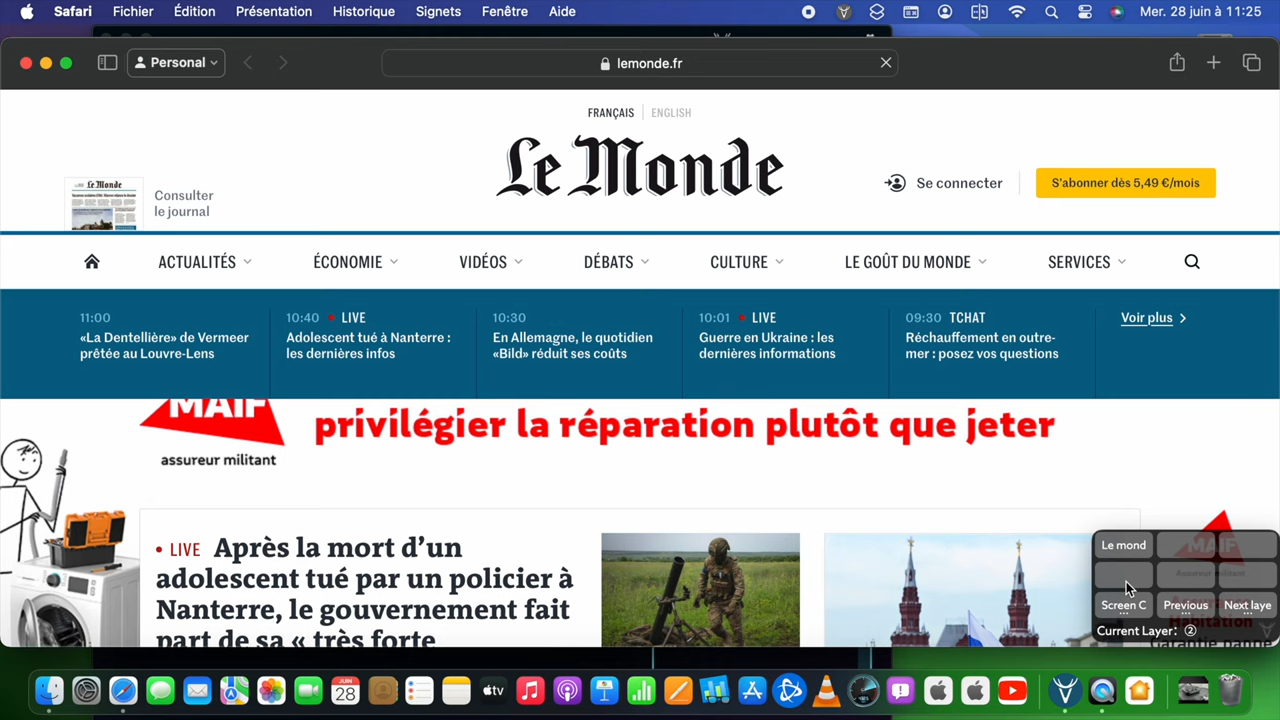 Safari Fichier Édition Présentation Historique Signets Fenêtre Aide Mer. 28 juin à 11:25
Personal lemonde.fr
FRANÇAIS ENGLISH
Le Monde
Consulter
le journal
Se connecter
S'abonner dès 5,49 €/mois
ACTUALITÉS ÉCONOMIE VIDÉOS DÉBATS CULTURE LE GOÛT DU MONDE SERVICES
11:00
«La Dentellière» de Vermeer
prêtée au Louvre-Lens
10:40 • LIVE
Adolescent tué à Nanterre :
les dernières infos
10:30
En Allemagne, le quotidien
«Bild» réduit ses coûts
10:01 • LIVE
Guerre en Ukraine : les
dernières informations
09:30 TCHAT
Réchauffement en outre-
mer : posez vos questions
Voir plus
MAIF
assureur militant
privilégier la réparation plutôt que jeter
• LIVE Après la mort d'un
adolescent tué par un policier à
Nanterre, le gouvernement fait
part de sa « très forte
Le mond
Screen C Previous Next laye
Current Layer: ②
JUIN
28
tv